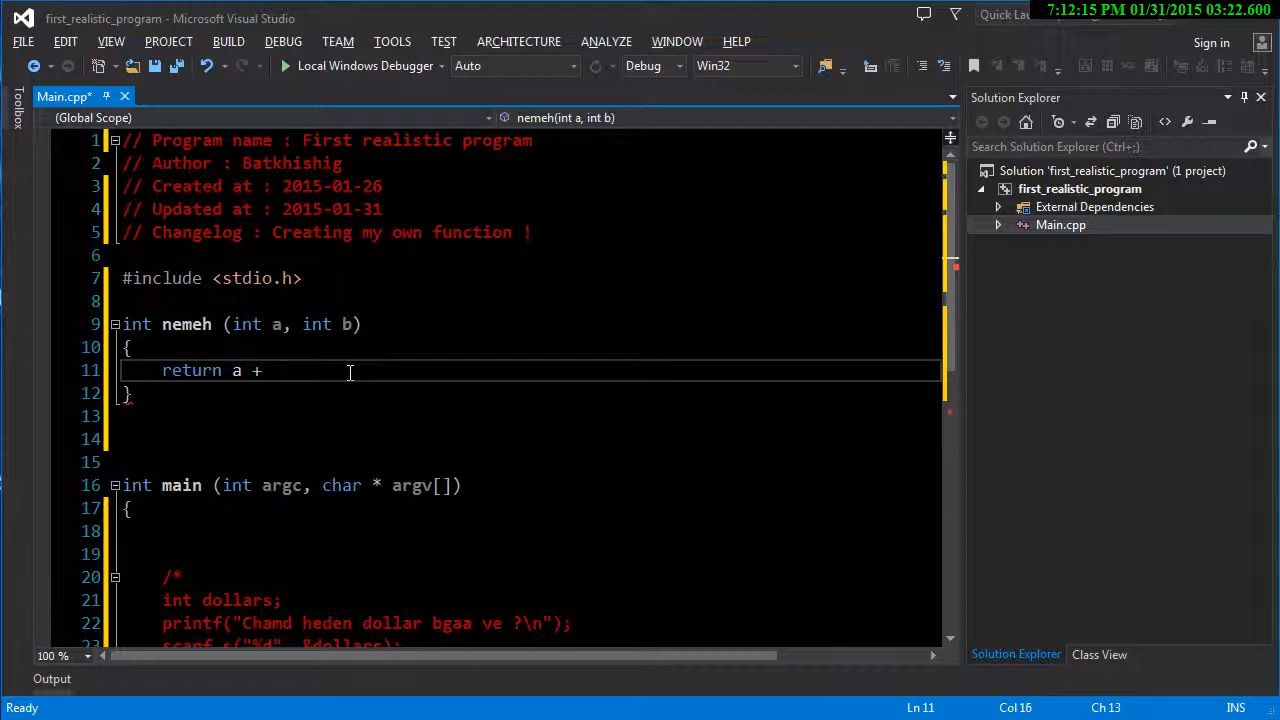 first_realistic_program - Microsoft Visual Studio
7:12:15 PM 01/31/2015 03:22.600
FILE EDIT VIEW PROJECT BUILD DEBUG TEAM TOOLS TEST ARCHITECTURE ANALYZE WINDOW HELP
Sign in
Local Windows Debugger Auto Debug Win32
Toolbox
Main.cpp*
(Global Scope) nemeh(int a, int b)
1 // Program name : First realistic program
2 // Author : Batkhishig
3 // Created at : 2015-01-26
4 // Updated at : 2015-01-31
5 // Changelog : Creating my own function !
6
7 #include <stdio.h>
8
9 int nemeh (int a, int b)
10 {
11 return a +
12 }
13
14
15
16 int main (int argc, char * argv[])
17 {
18
19
20 /*
21 int dollars;
22 printf("Chamd heden dollar bgaa ve ?\n");
23 scanf_s("%d", &dollars);
100 %
Output
Solution Explorer
Search Solution Explorer (Ctrl+;)
Solution 'first_realistic_program' (1 project)
first_realistic_program
External Dependencies
Main.cpp
Solution Explorer Class View
Ready Ln 11 Col 16 Ch 13 INS